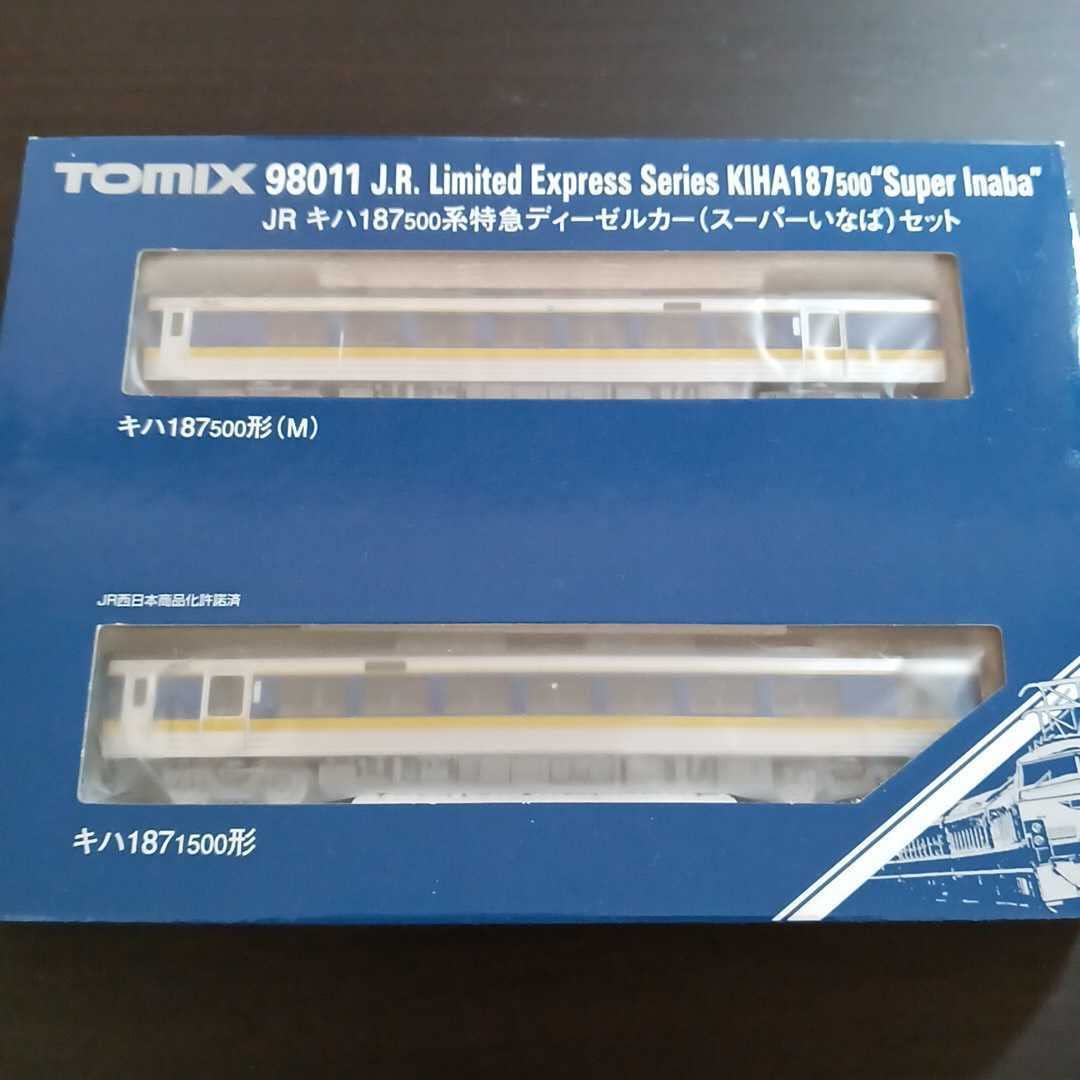 TOMIX 98011 J.R. Limited Express Series KIHA187500"Super Inaba"
JR キハ187500系特急ディーゼルカー(スーパーいなば)セット
キハ187500形(M)
JR西日本商品化許諾済
キハ1871500形